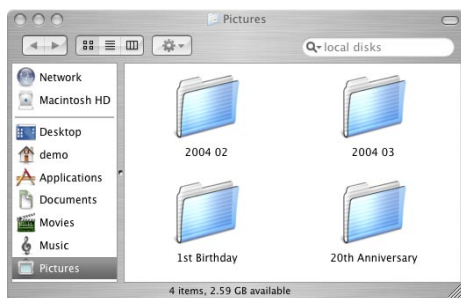 Pictures
local disks
Network
Macintosh HD
Desktop
demo
Applications
Documents
Movies
Music
Pictures
2004 02
2004 03
1st Birthday
20th Anniversary
4 items, 2.59 GB available